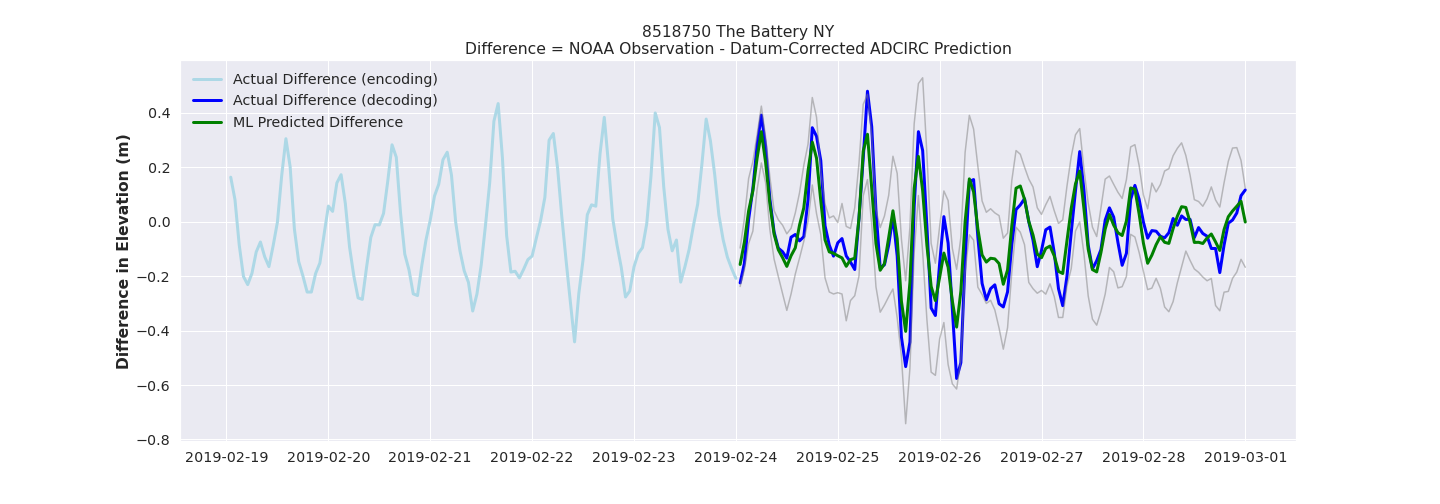 8518750 The Battery NY
Difference = NOAA Observation - Datum-Corrected ADCIRC Prediction
Actual Difference (encoding)
Actual Difference (decoding)
ML Predicted Difference
Difference in Elevation (m)
0.4
0.2
0.0
−0.2
−0.4
−0.6
−0.8
2019-02-19 2019-02-20 2019-02-21 2019-02-22 2019-02-23 2019-02-24 2019-02-25 2019-02-26 2019-02-27 2019-02-28 2019-03-01